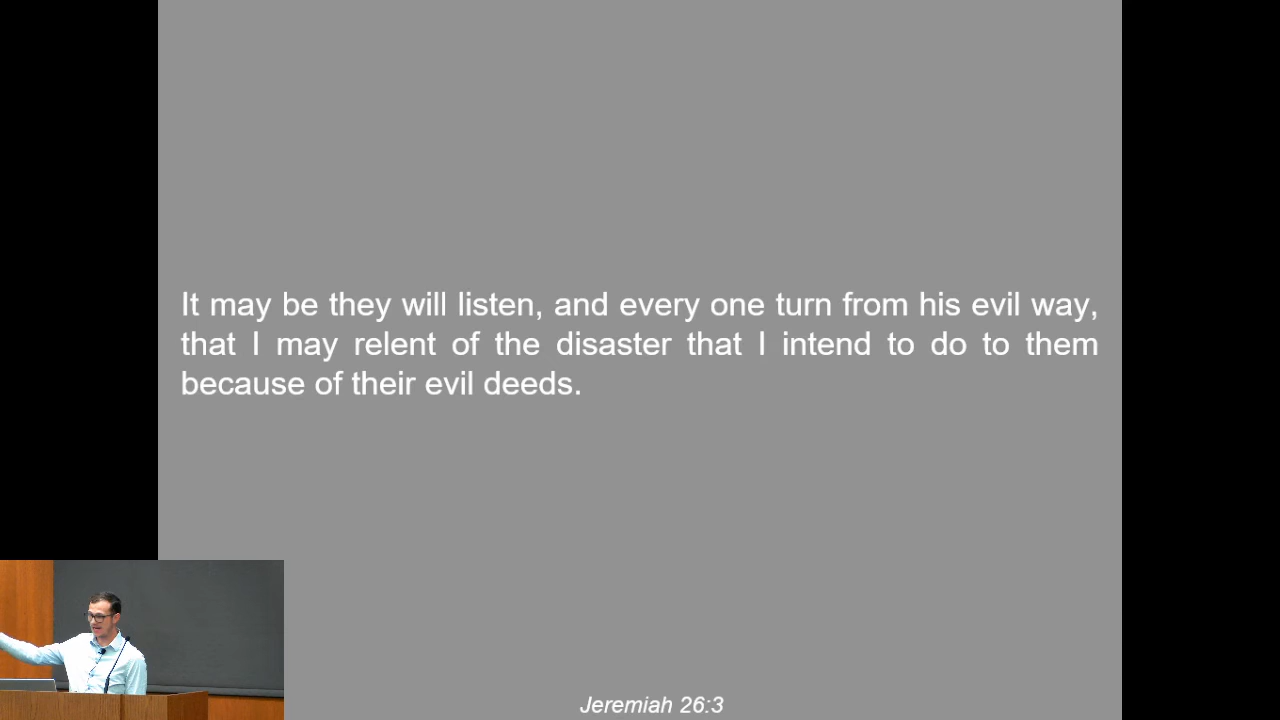 It may be they will listen, and every one turn from his evil way,
that I may relent of the disaster that I intend to do to them
because of their evil deeds.
Jeremiah 26:3